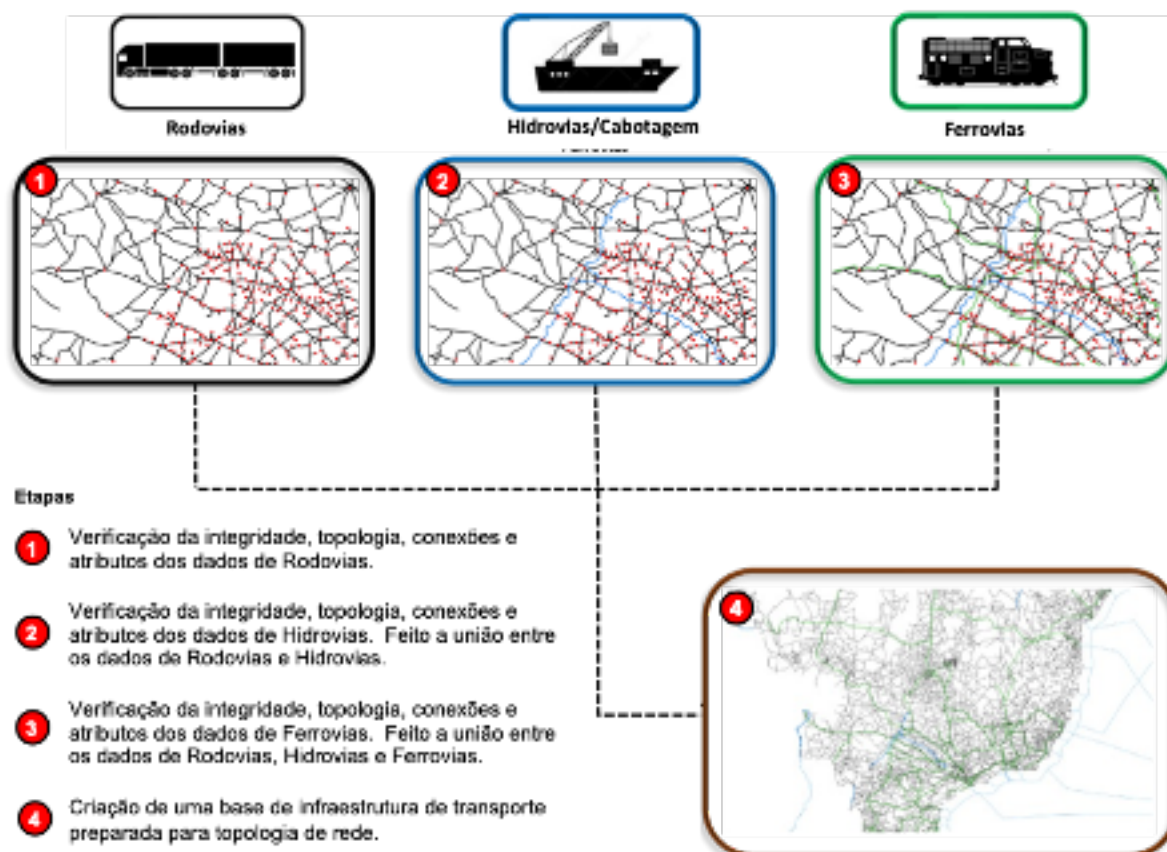 Rodovias
Hidrovias/Cabotagem
Ferrovias
1
2
3
Etapas
1
Verificação da integridade, topologia, conexões e
atributos dos dados de Rodovias.
2
Verificação da integridade, topologia, conexões e
atributos dos dados de Hidrovias. Feito a união entre
os dados de Rodovias e Hidrovias.
3
Verificação da integridade, topologia, conexões e
atributos dos dados de Ferrovias. Feito a união entre
os dados de Rodovias, Hidrovias e Ferrovias.
4
Criação de uma base de infraestrutura de transporte
preparada para topologia de rede.
4